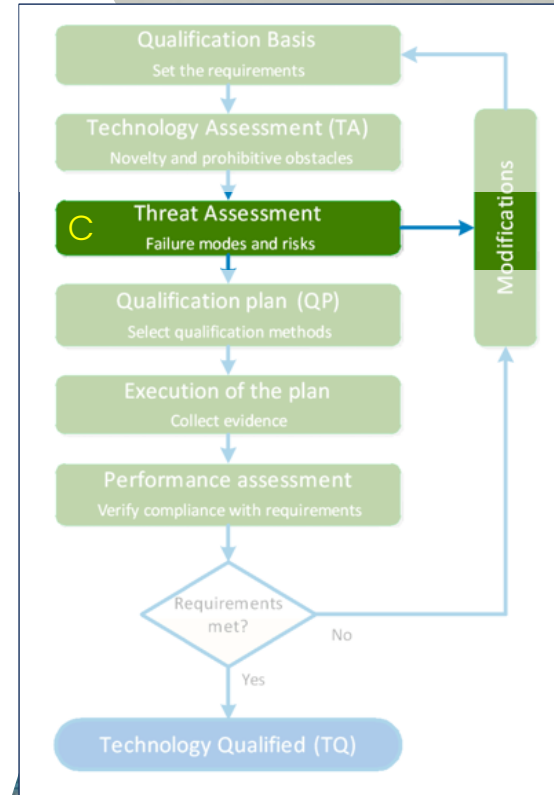 Qualification Basis
Set the requirements
Technology Assessment (TA)
Novelty and prohibitive obstacles
C
Threat Assessment
Failure modes and risks
Modifications
Qualification plan (QP)
Select qualification methods
Execution of the plan
Collect evidence
Performance assessment
Verify compliance with requirements
Requirements
met?
No
Yes
Technology Qualified (TQ)